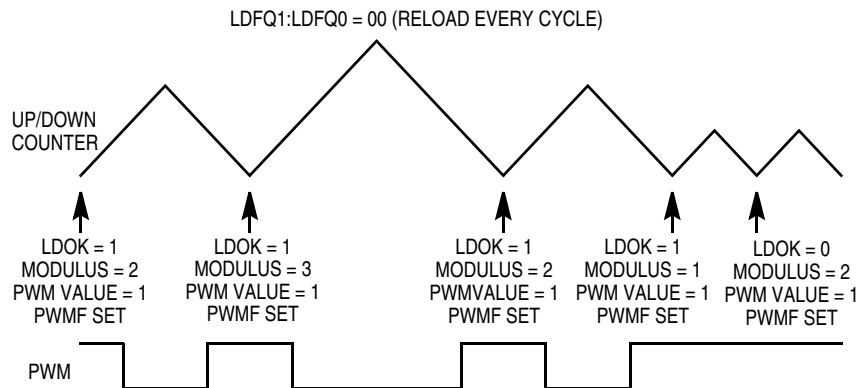 LDFQ1:LDFQ0 = 00 (RELOAD EVERY CYCLE)
UP/DOWN
COUNTER
LDOK = 1
MODULUS = 2
PWM VALUE = 1
PWMF SET
LDOK = 1
MODULUS = 3
PWM VALUE = 1
PWMF SET
LDOK = 1
MODULUS = 2
PWMVALUE = 1
PWMF SET
LDOK = 1
MODULUS = 1
PWM VALUE = 1
PWMF SET
LDOK = 0
MODULUS = 2
PWM VALUE = 1
PWMF SET
PWM